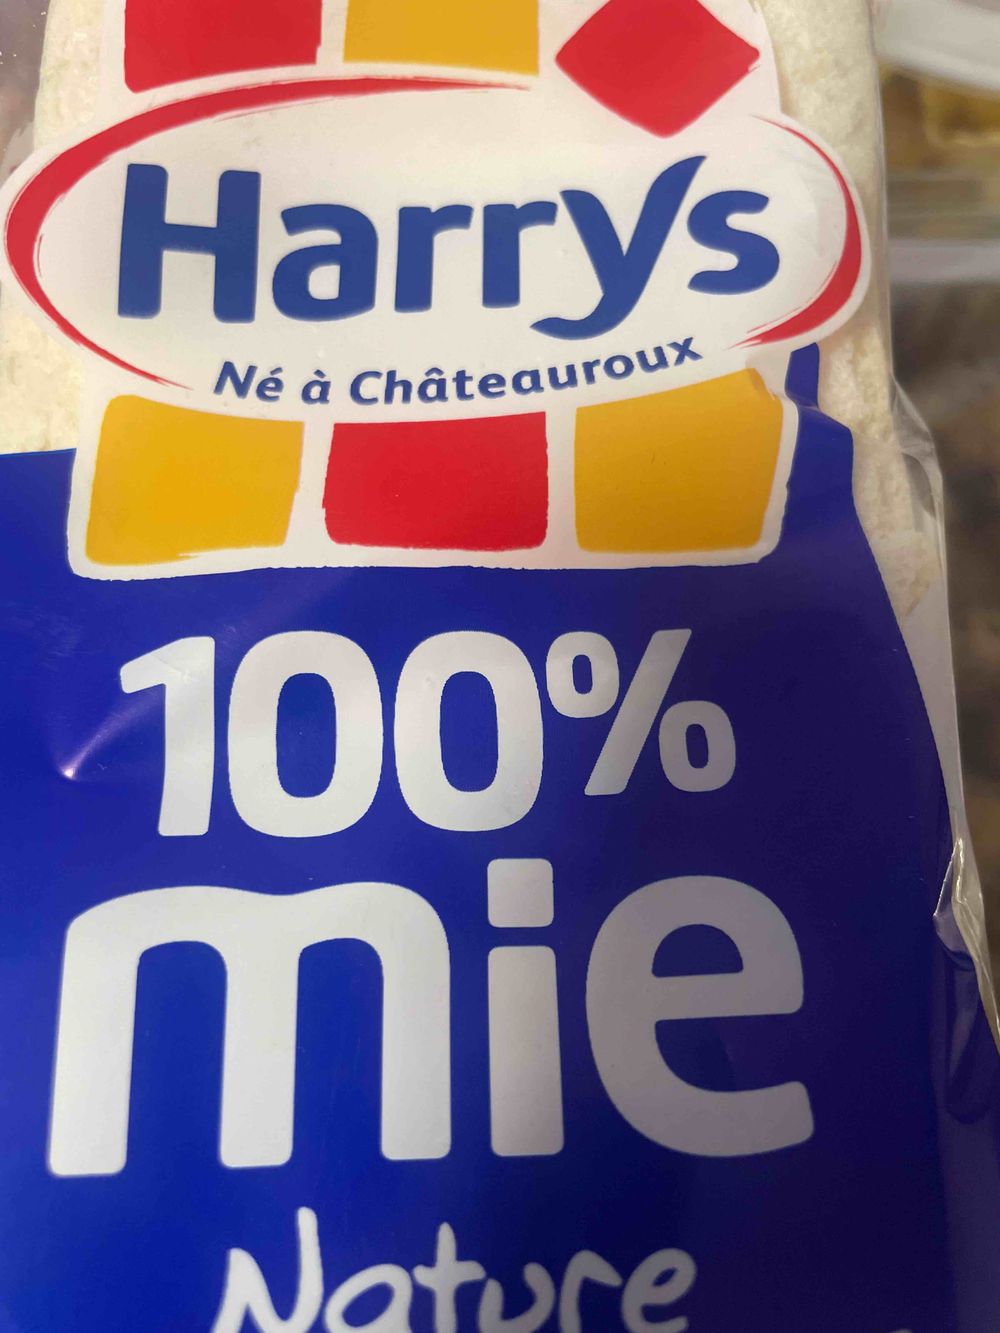 Harrys
Né à Châteauroux
100%
mie
Nature